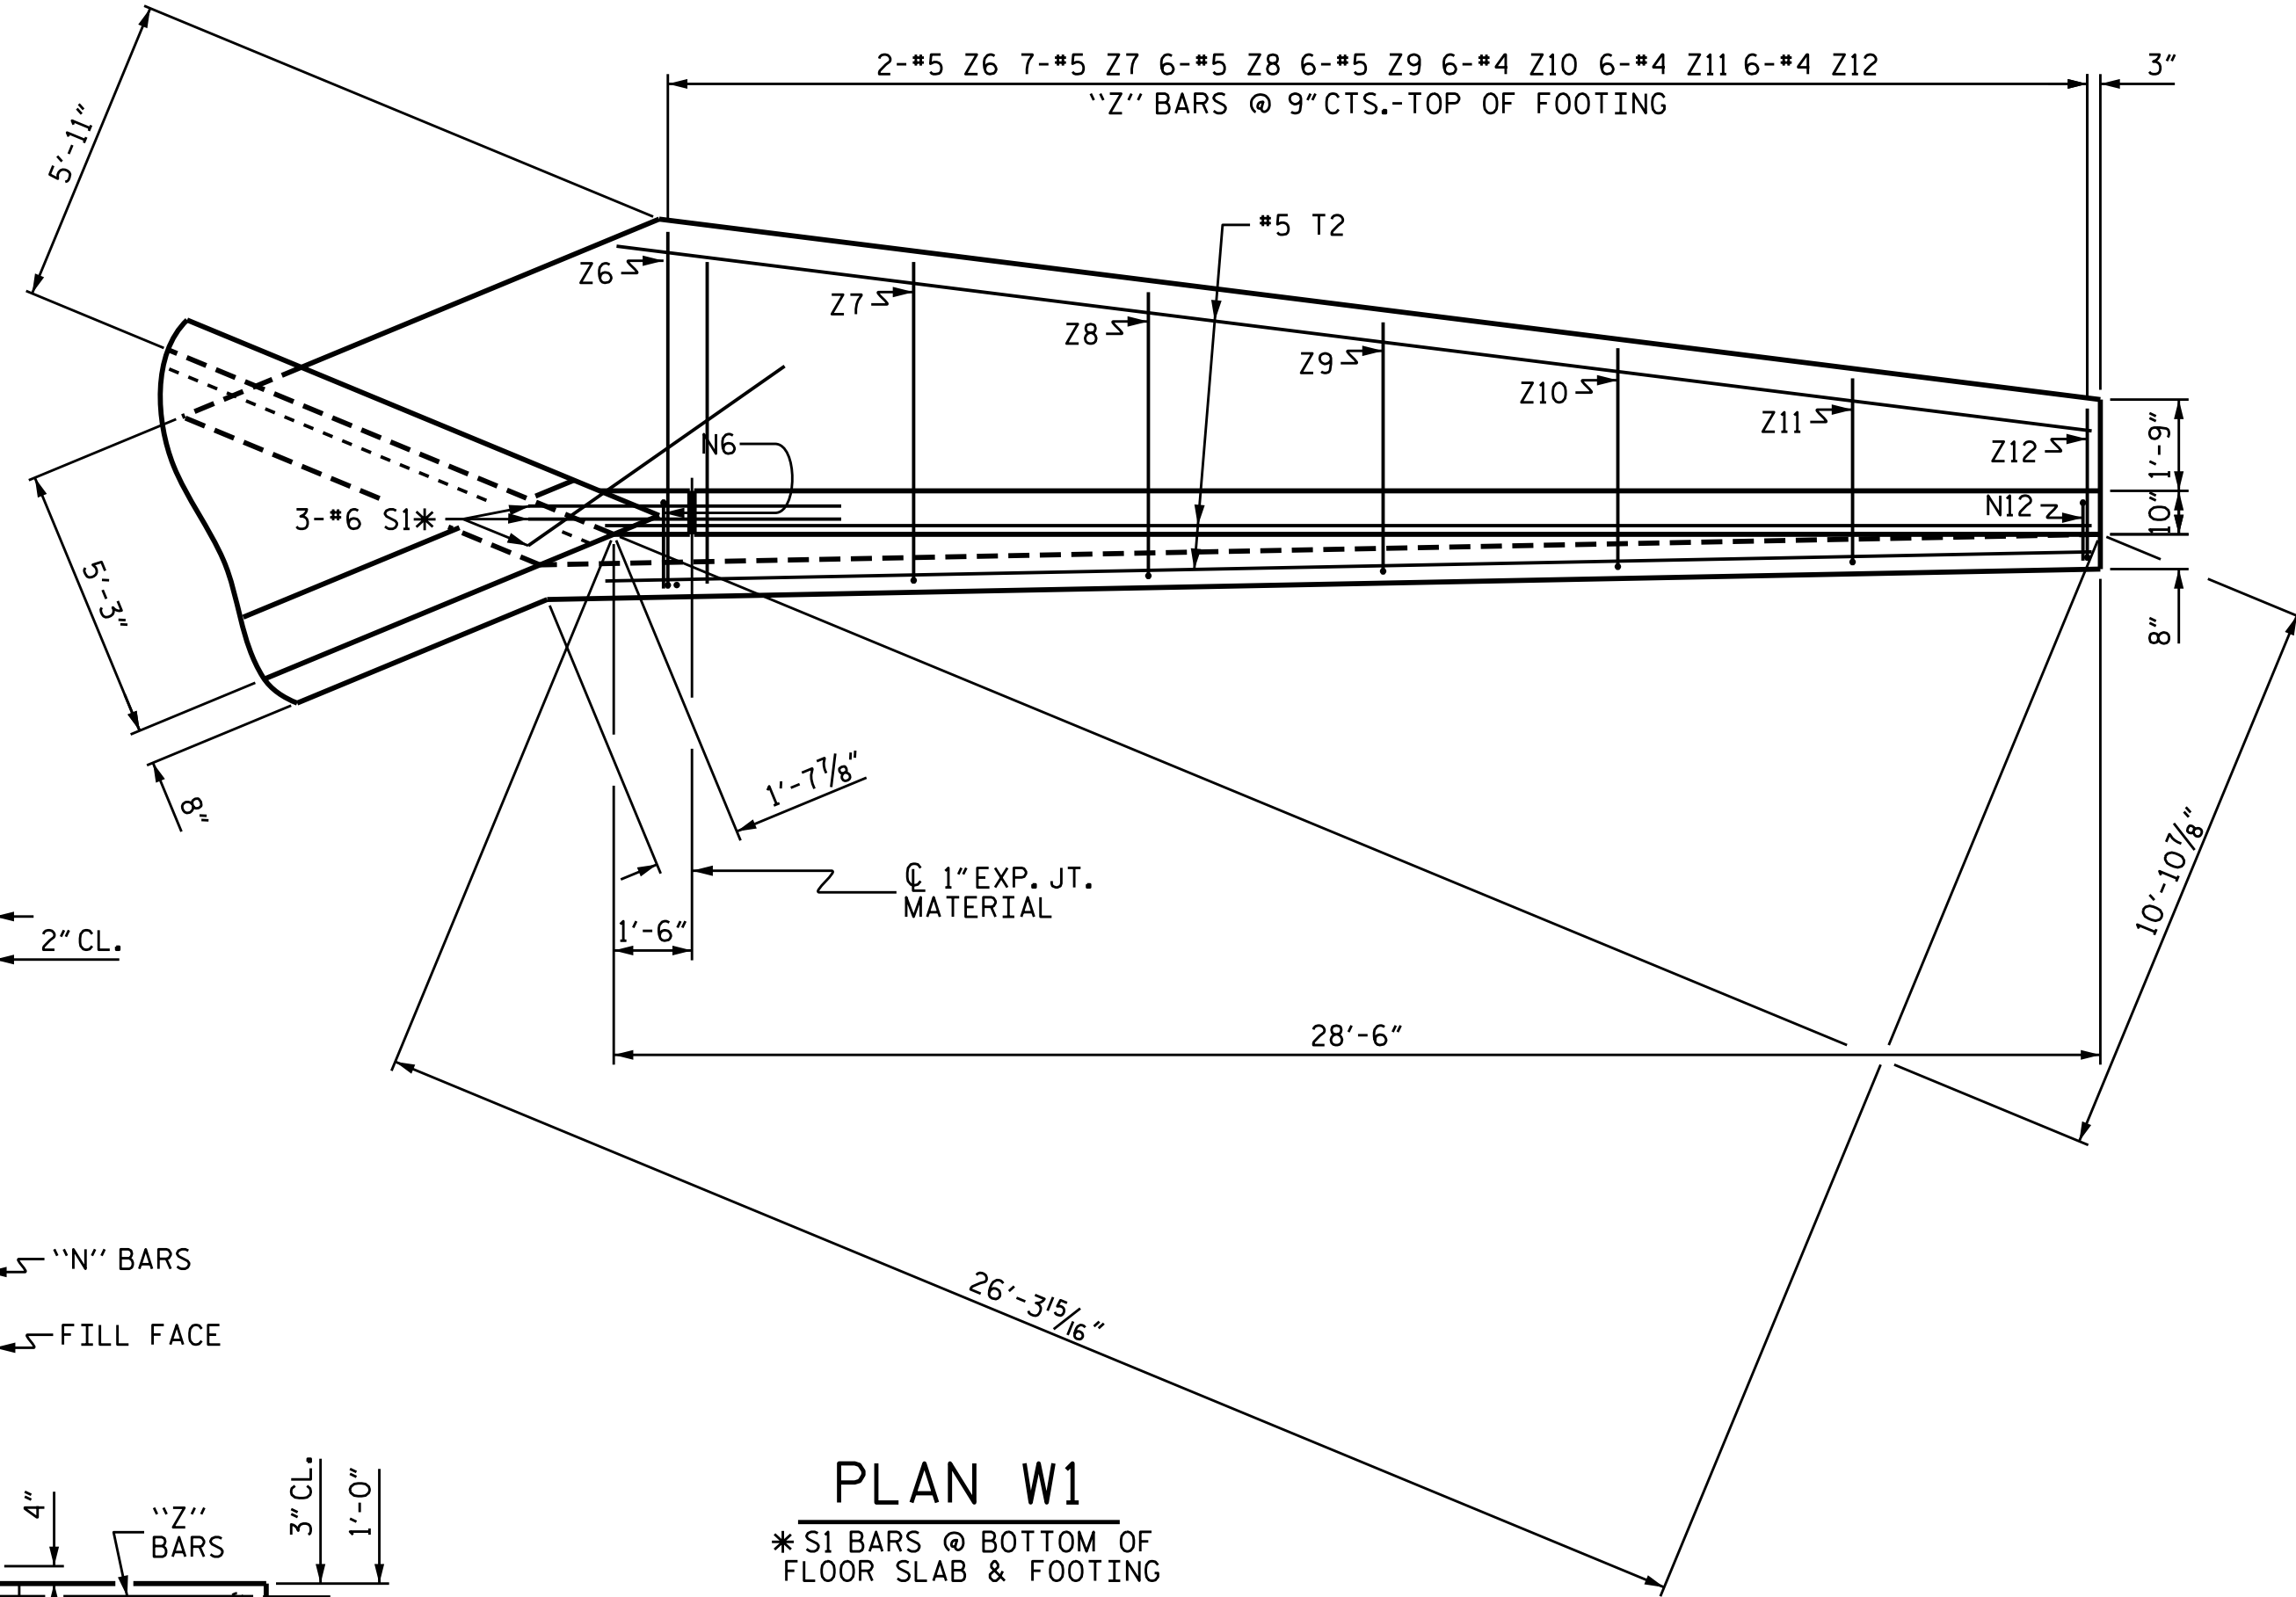 2-#5 Z6 7-#5 Z7 6-#5 Z8 6-#5 Z9 6-#4 Z10 6-#4 Z11 6-#4 Z12
3"
"Z" BARS @ 9" CTS.-TOP OF FOOTING
5'-11"
#5 T2
Z6
Z7
Z8
Z9
Z10
Z11
Z12
N6
N12
1'-9"
10"
8"
3-#6 S1*
5'-3"
8"
1'-7 7/8"
℄ 1" EXP. JT.
MATERIAL
10'-10 7/8"
1'-6"
2" CL.
28'-6"
"N" BARS
FILL FACE
26'-3 15/16"
4"
"Z"
BARS
3" CL.
1'-0"
PLAN W1
* S1 BARS @ BOTTOM OF
FLOOR SLAB & FOOTING